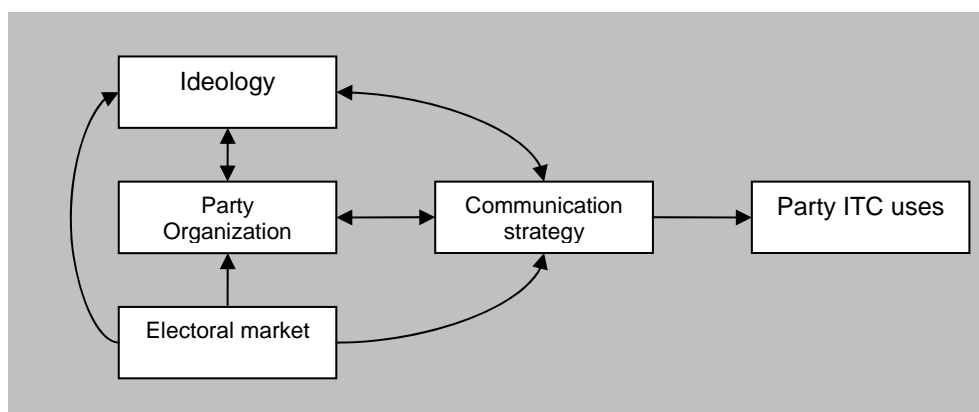 Ideology
Party
Organization
Communication
strategy
Party ITC uses
Electoral market